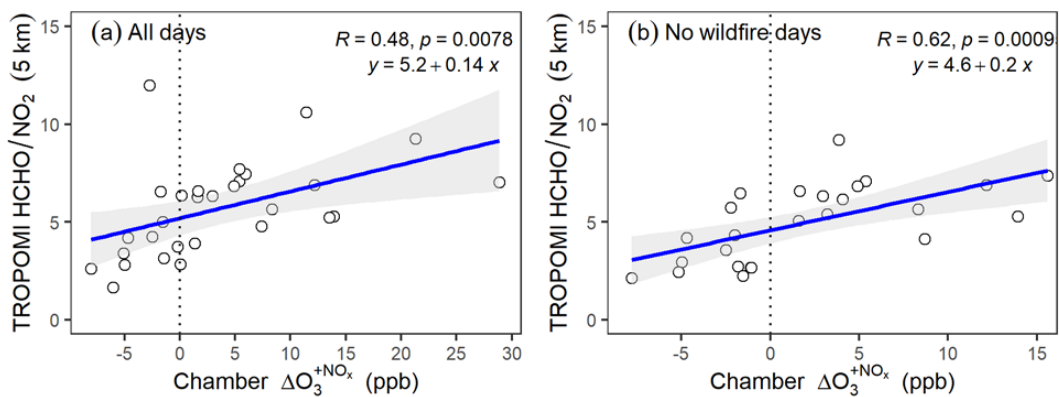 (a) All days
R = 0.48, p = 0.0078
y = 5.2 + 0.14 x
TROPOMI HCHO/NO₂ (5 km)
15
10
5
0
-5 0 5 10 15 20 25 30
Chamber ΔO₃⁺ᴺᴼˣ (ppb)
(b) No wildfire days
R = 0.62, p = 0.0009
y = 4.6 + 0.2 x
TROPOMI HCHO/NO₂ (5 km)
15
10
5
0
-5 0 5 10 15
Chamber ΔO₃⁺ᴺᴼˣ (ppb)